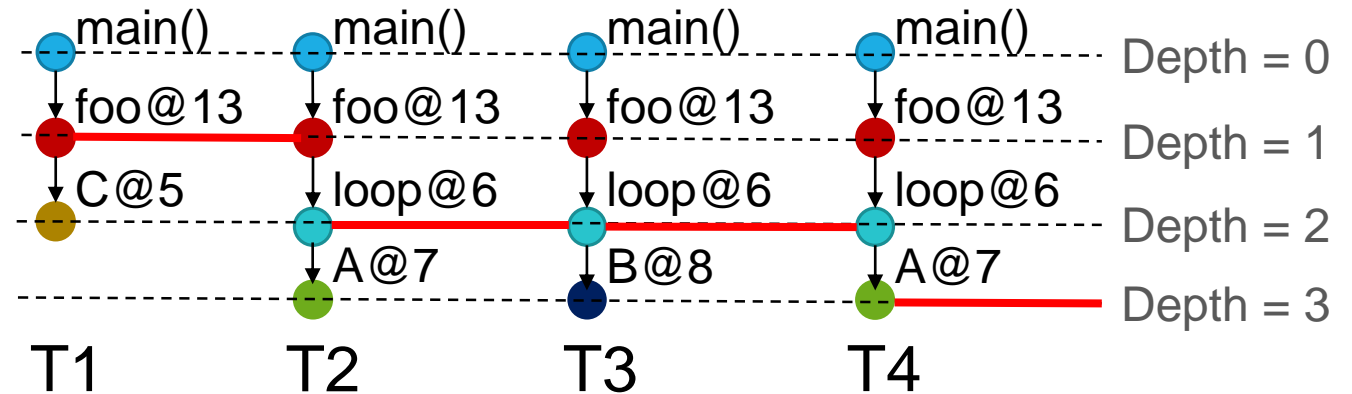 main() main() main() main() Depth = 0
foo@13 foo@13 foo@13 foo@13 Depth = 1
C@5 loop@6 loop@6 loop@6 Depth = 2
A@7 B@8 A@7 Depth = 3
T1 T2 T3 T4